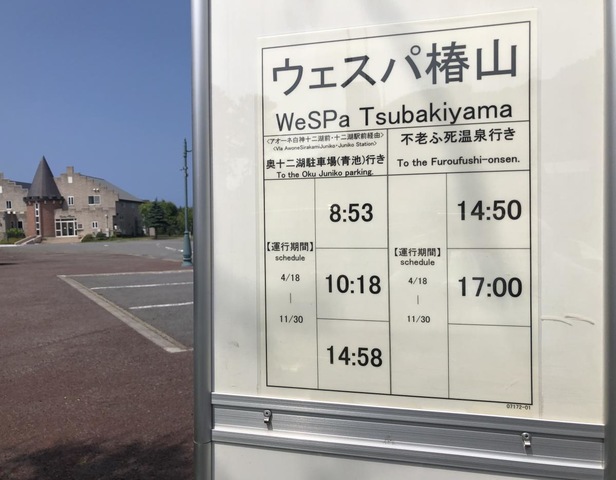 ウェスパ椿山
WeSPa Tsubakiyama
〈アオーネ白神十二湖前・十二湖駅前経由〉
〈Via AwoneSirakamiJuniko・Juniko Station〉
奥十二湖駐車場(青池)行き
To the Oku Juniko parking.
不老ふ死温泉行き
To the Furoufushi-onsen.
【運行期間】
schedule
4/18
|
11/30
8:53
10:18
14:58
【運行期間】
schedule
4/18
|
11/30
14:50
17:00
07172-01